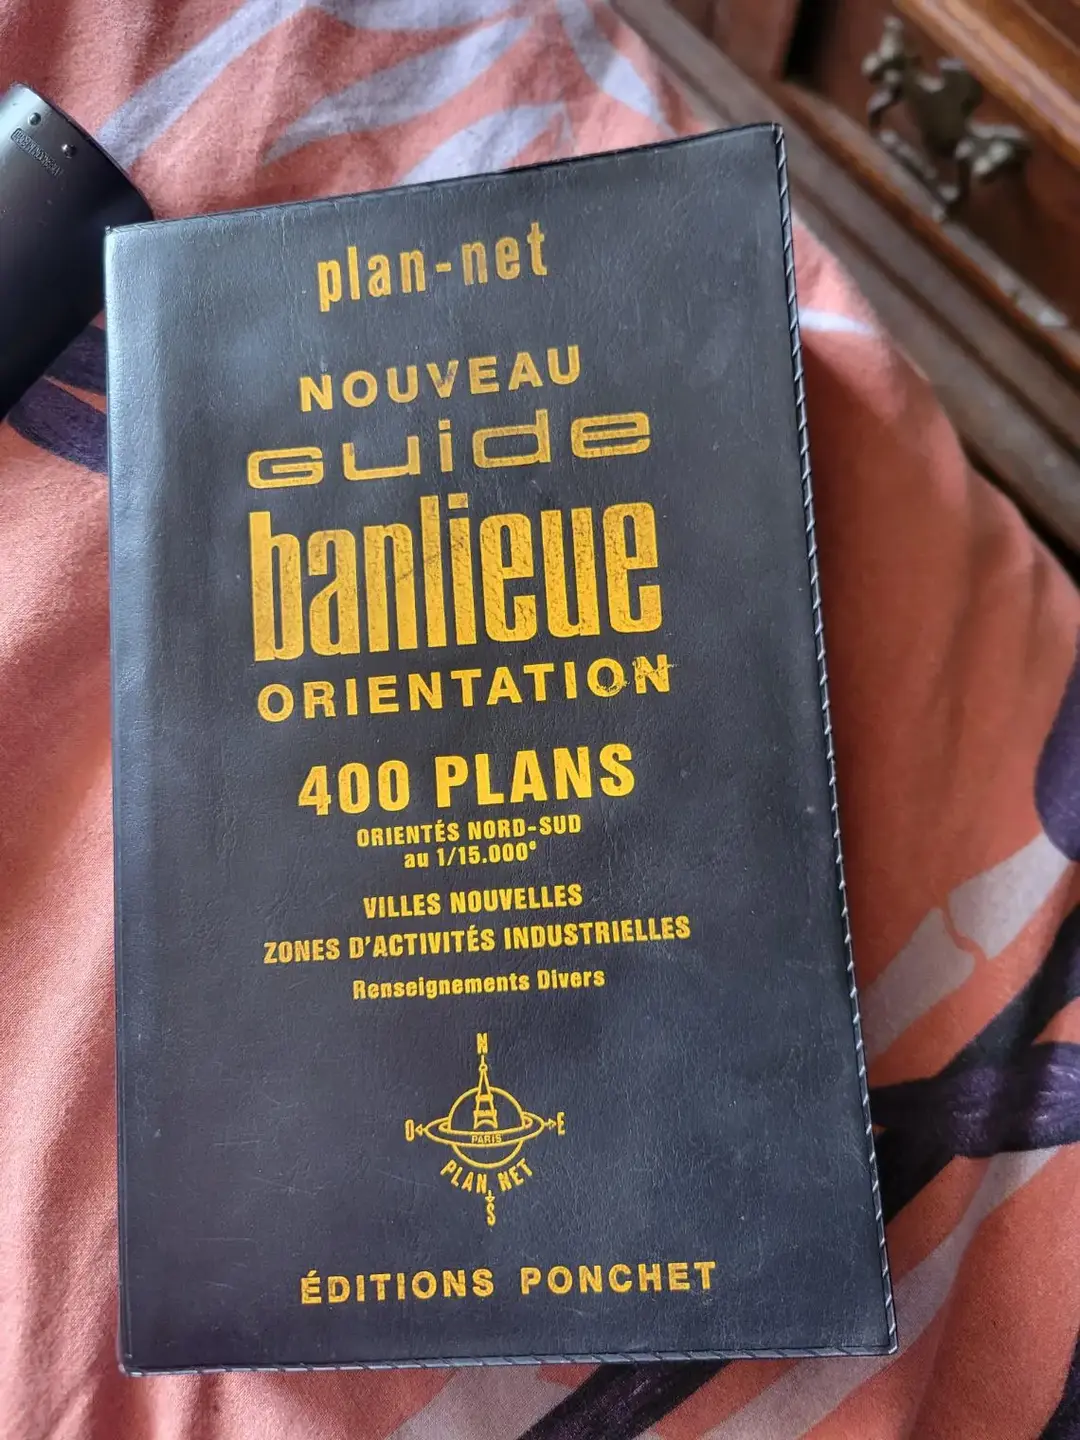 plan-net
NOUVEAU
Guide
banlieue
ORIENTATION
400 PLANS
ORIENTÉS NORD-SUD
au 1/15.000e
VILLES NOUVELLES
ZONES D'ACTIVITÉS INDUSTRIELLES
Renseignements Divers
N
O E
PARIS
PLAN. NET
S
ÉDITIONS PONCHET